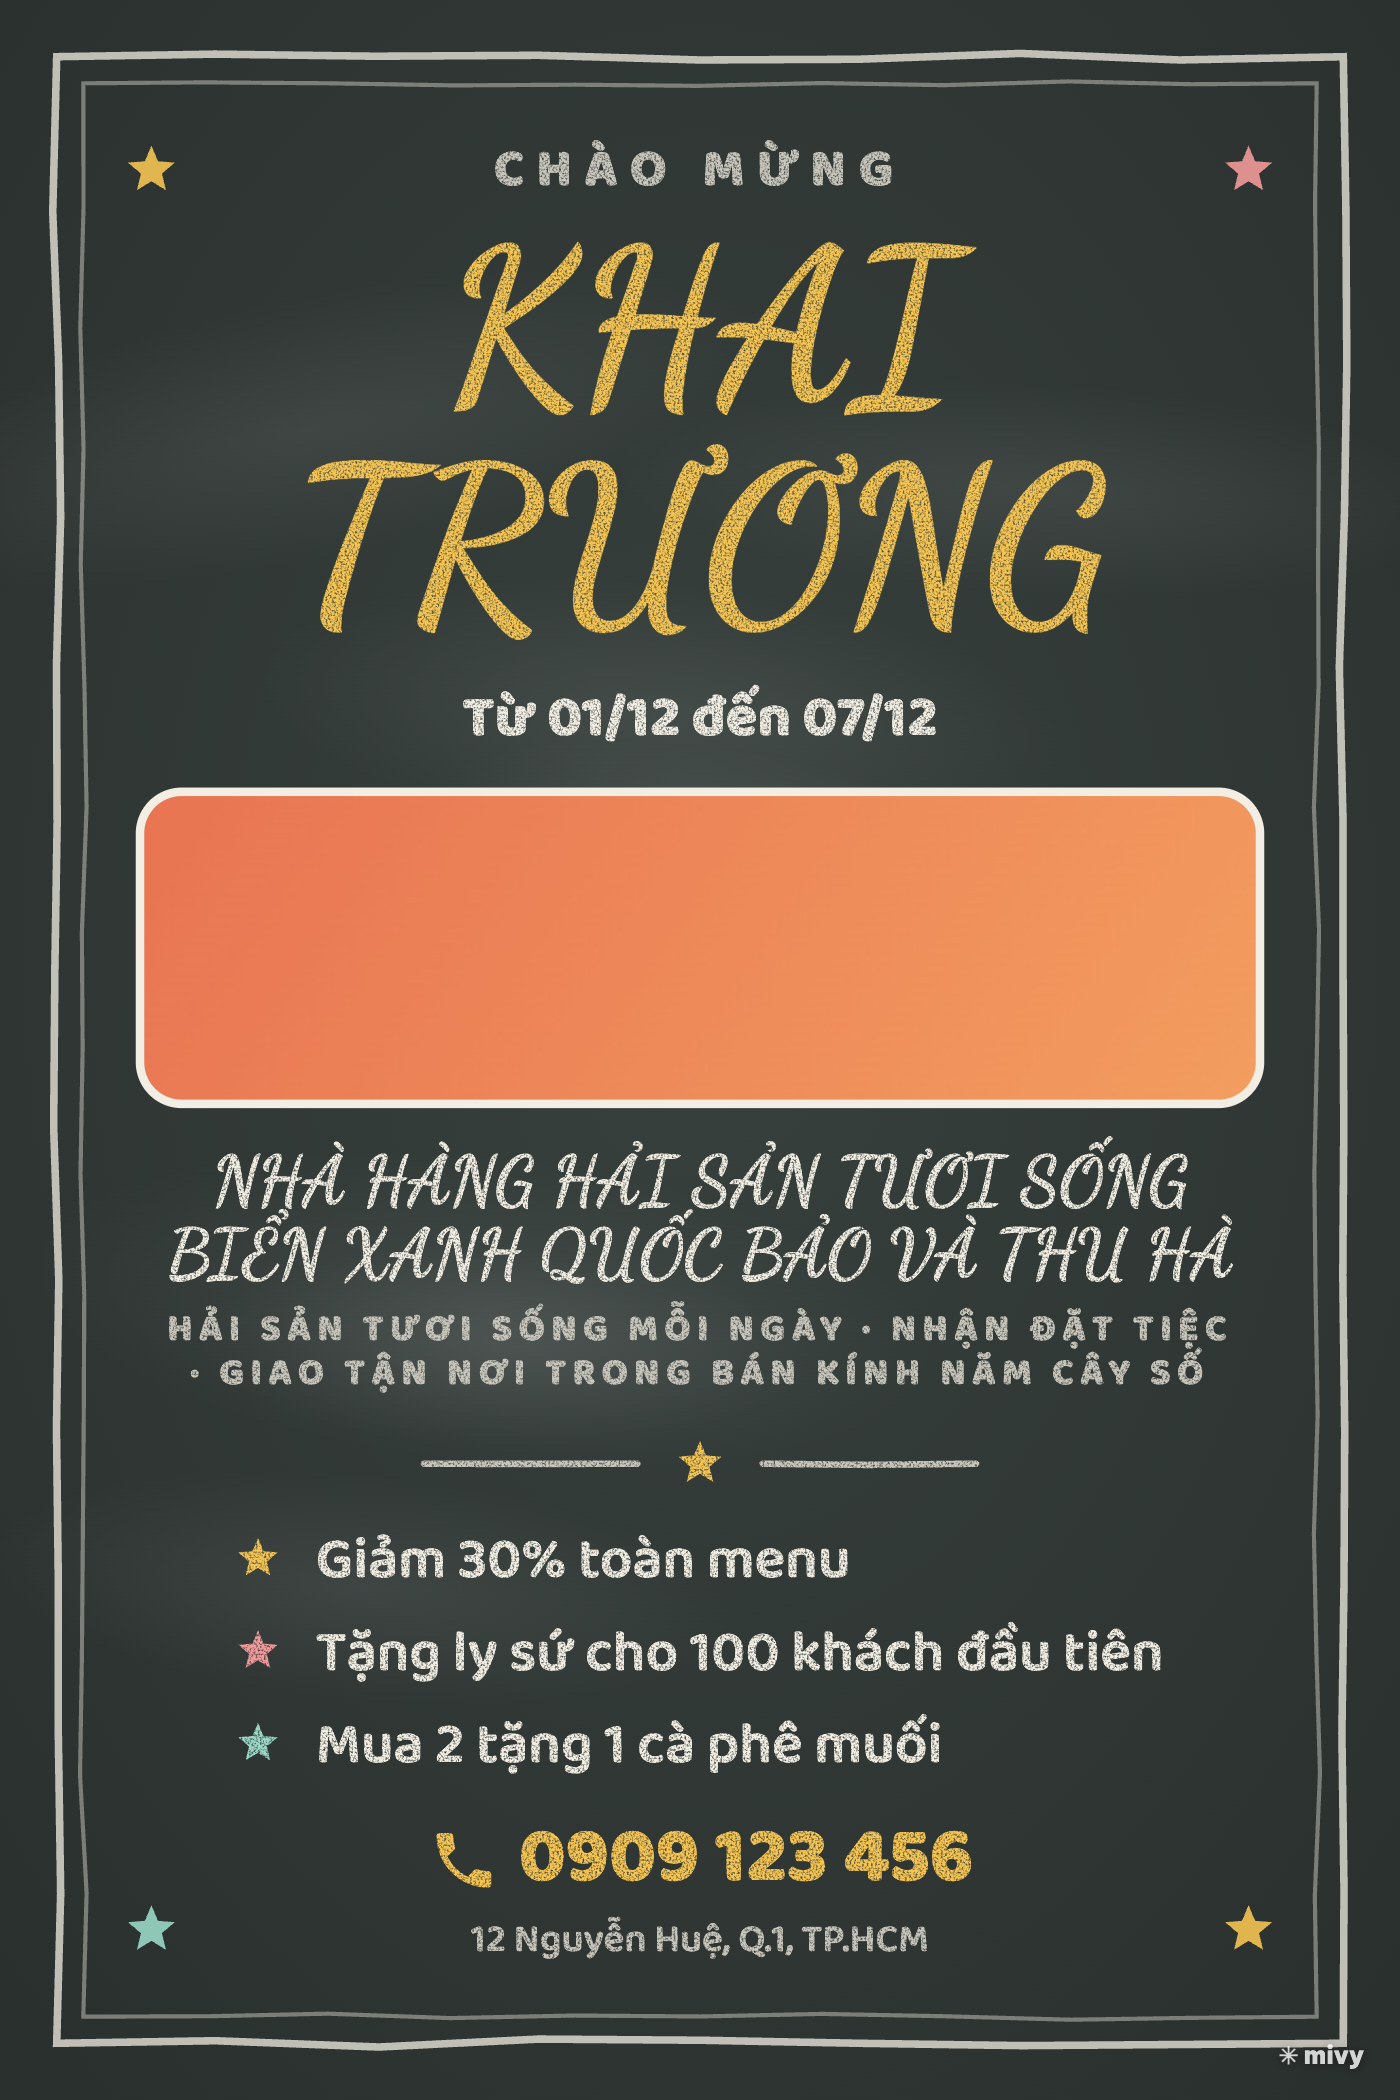 CHÀO MỪNG
KHAI
TRƯƠNG
Từ 01/12 đến 07/12
NHÀ HÀNG HẢI SẢN TƯƠI SỐNG
BIỂN XANH QUỐC BẢO VÀ THU HÀ
HẢI SẢN TƯƠI SỐNG MỖI NGÀY · NHẬN ĐẶT TIỆC
· GIAO TẬN NƠI TRONG BÁN KÍNH NĂM CÂY SỐ
Giảm 30% toàn menu
Tặng ly sứ cho 100 khách đầu tiên
Mua 2 tặng 1 cà phê muối
0909 123 456
12 Nguyễn Huệ, Q.1, TP.HCM
mivy